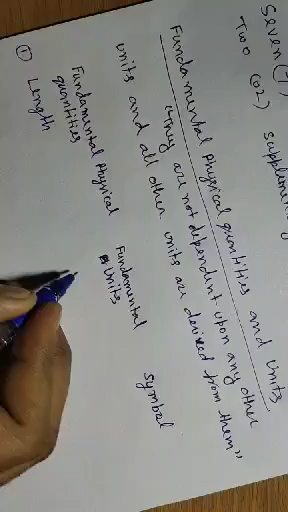 Seven (7)
Two (02) supplement
Fundamental Physical quantities and Units
"They are not dependent upon any other
units and all other units are derived from them"
Fundamental Physical quantities
Fundamental units
Symbol
① Length